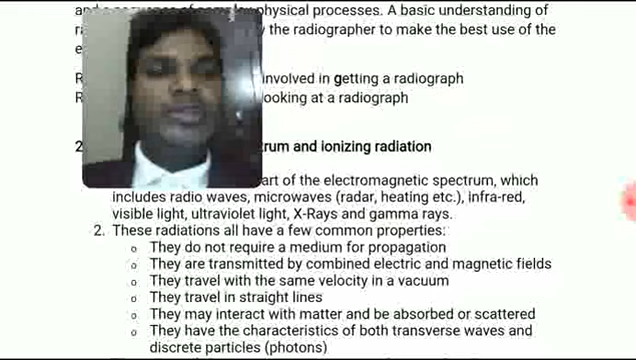 physical processes. A basic understanding of
the radiographer to make the best use of the
involved in getting a radiograph
ooking at a radiograph
2 rum and ionizing radiation
art of the electromagnetic spectrum, which
includes radio waves, microwaves (radar, heating etc.), infra-red,
visible light, ultraviolet light, X-Rays and gamma rays.
2. These radiations all have a few common properties:
o They do not require a medium for propagation
o They are transmitted by combined electric and magnetic fields
o They travel with the same velocity in a vacuum
o They travel in straight lines
o They may interact with matter and be absorbed or scattered
o They have the characteristics of both transverse waves and
discrete particles (photons)